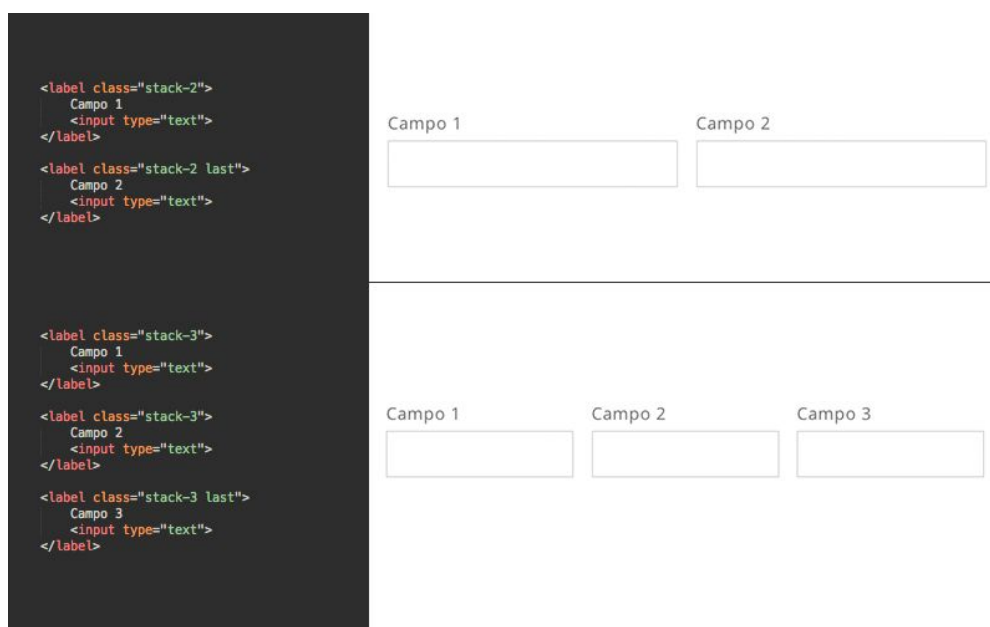 <label class="stack-2">
Campo 1
<input type="text">
</label>
<label class="stack-2 last">
Campo 2
<input type="text">
</label>
Campo 1 Campo 2
<label class="stack-3">
Campo 1
<input type="text">
</label>
<label class="stack-3">
Campo 2
<input type="text">
</label>
<label class="stack-3 last">
Campo 3
<input type="text">
</label>
Campo 1 Campo 2 Campo 3